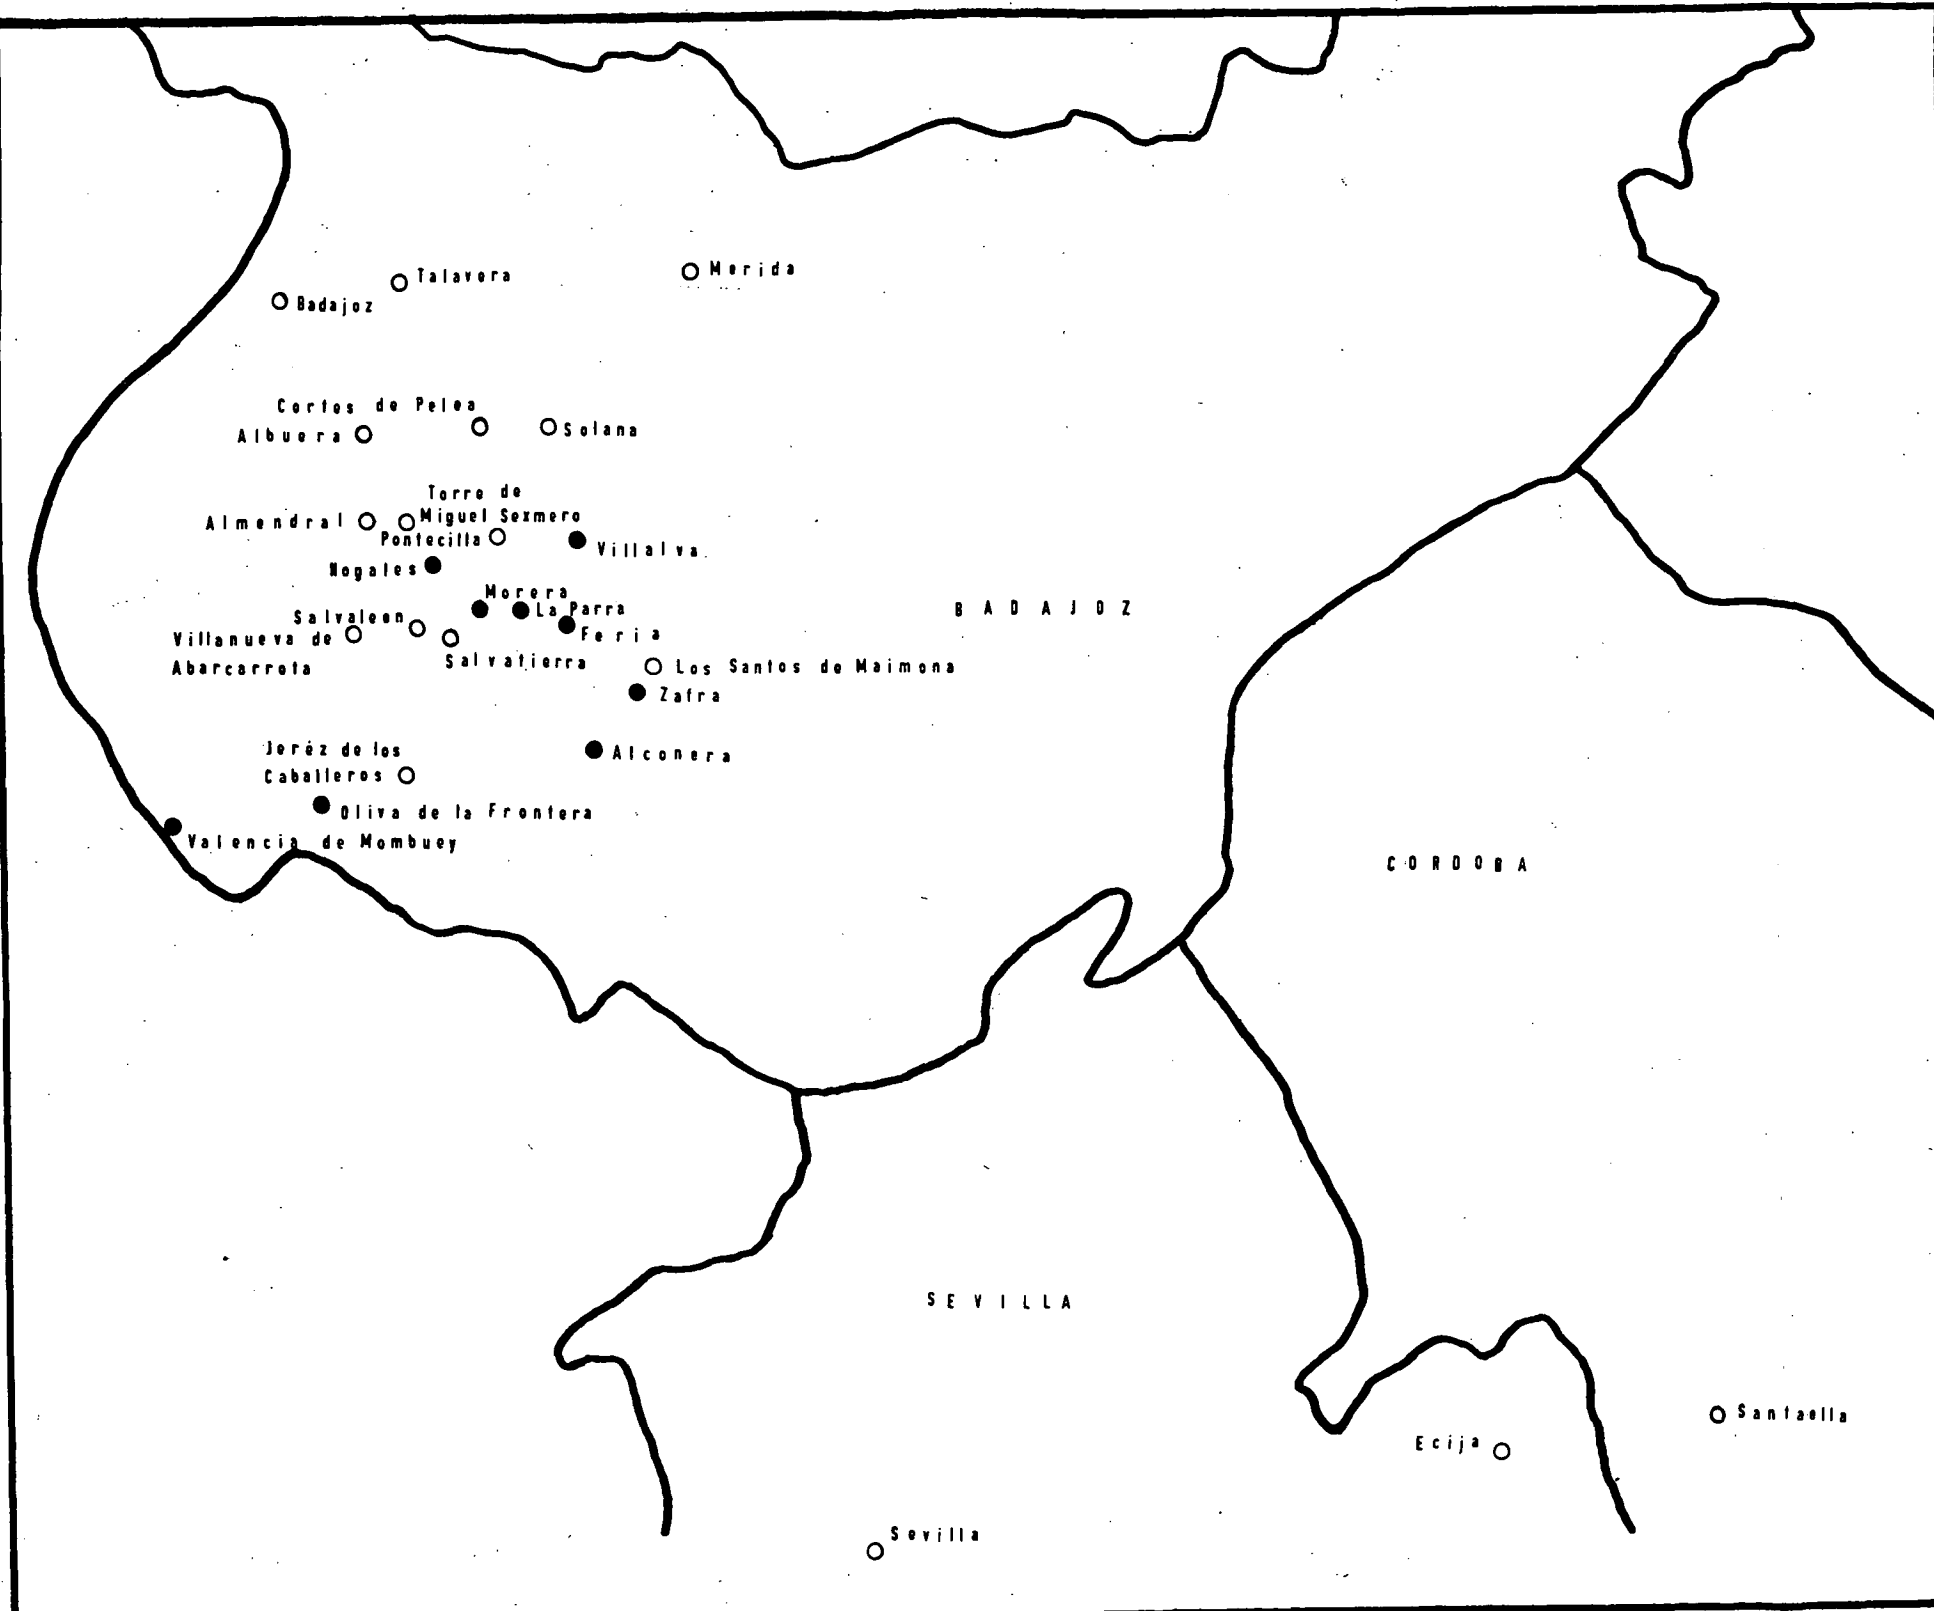 Talavera
Merida
Badajoz
Cortes de Pelea
Albuera
Solana
Torre de
Miguel Sexmero
Almendral
Pontecilla
Villalva
Nogales
Morera
La Parra
Salvaleon
Feria
Villanueva de
Abarcarrota
Salvatierra
BADAJOZ
Los Santos de Maimona
Zafra
Jeréz de los
Caballeros
Alconera
Oliva de la Frontera
Valencia de Mombuey
CORDOBA
SEVILLA
Santaella
Ecija
Sevilla